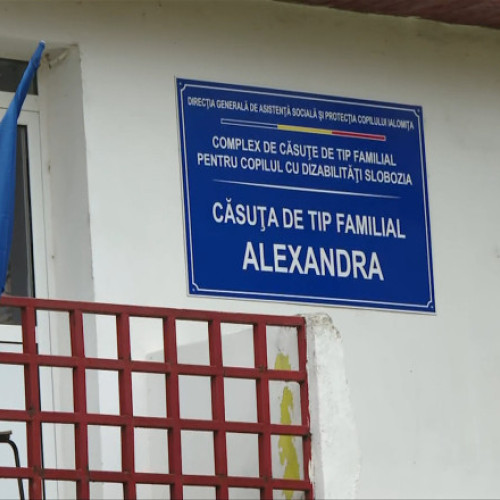 DIRECȚIA GENERALĂ DE ASISTENȚĂ SOCIALĂ ȘI PROTECȚIA COPILULUI IALOMIȚA
COMPLEX DE CĂSUȚE DE TIP FAMILIAL
PENTRU COPILUL CU DIZABILITĂȚI SLOBOZIA
CĂSUȚA DE TIP FAMILIAL
ALEXANDRA